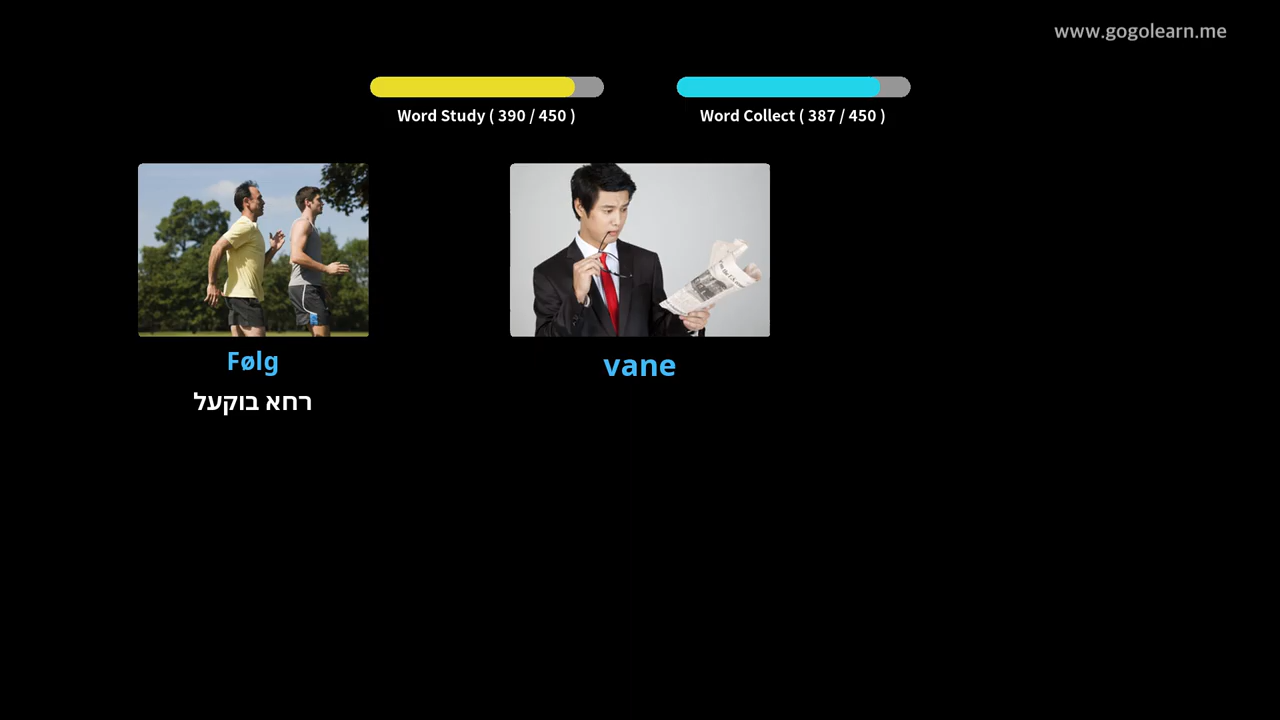 www.gogolearn.me
Word Study ( 390 / 450 )
Word Collect ( 387 / 450 )
Følg
רחא בוקעל
vane